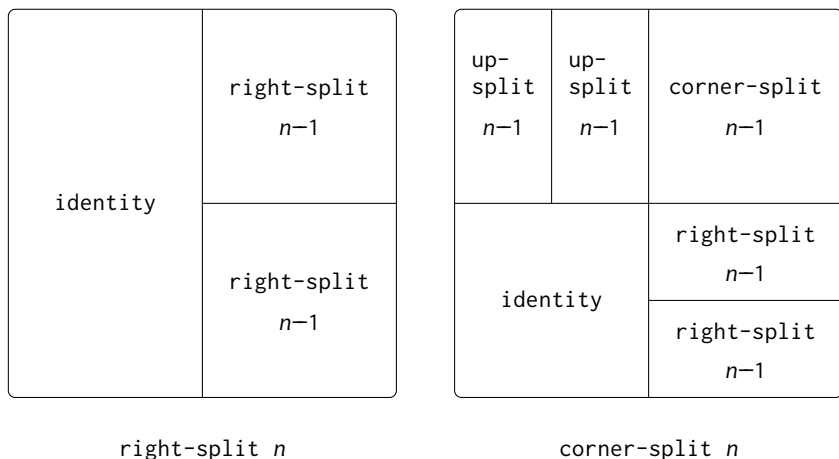 identity
right-split
n−1
right-split
n−1
right-split n
up-
split
n−1
up-
split
n−1
corner-split
n−1
identity
right-split
n−1
right-split
n−1
corner-split n